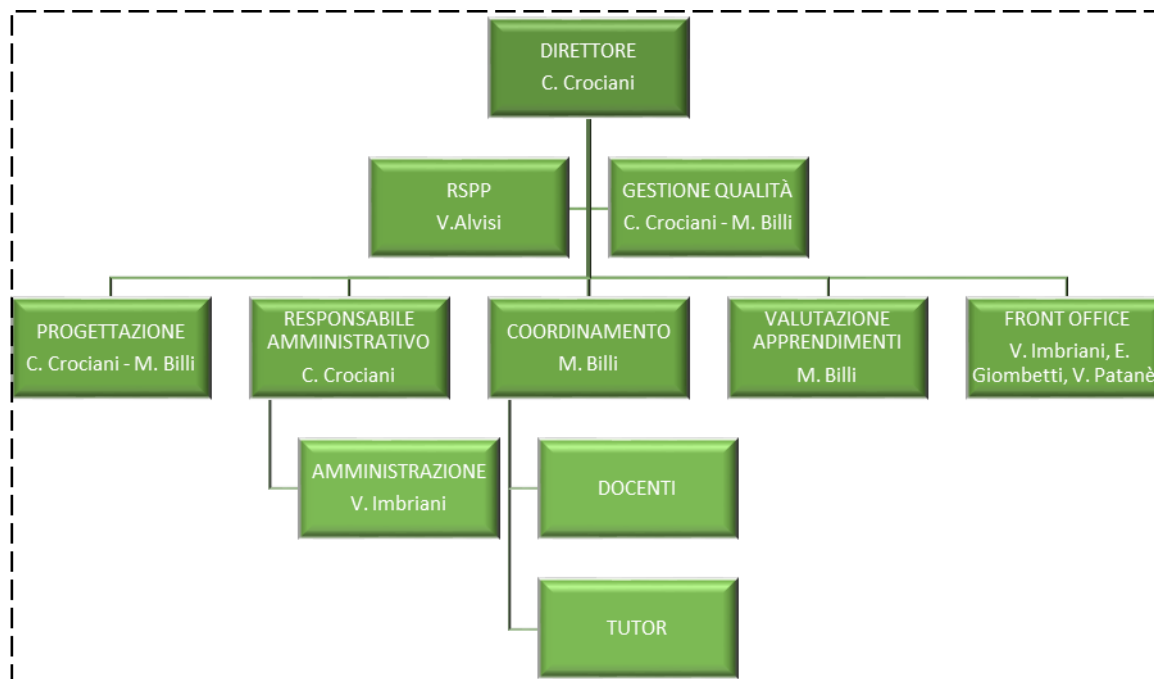 DIRETTORE
C. Crociani
RSPP
V.Alvisi
GESTIONE QUALITÀ
C. Crociani - M. Billi
PROGETTAZIONE
C. Crociani - M. Billi
RESPONSABILE
AMMINISTRATIVO
C. Crociani
COORDINAMENTO
M. Billi
VALUTAZIONE
APPRENDIMENTI
M. Billi
FRONT OFFICE
V. Imbriani, E.
Giombetti, V. Patanè
AMMINISTRAZIONE
V. Imbriani
DOCENTI
TUTOR